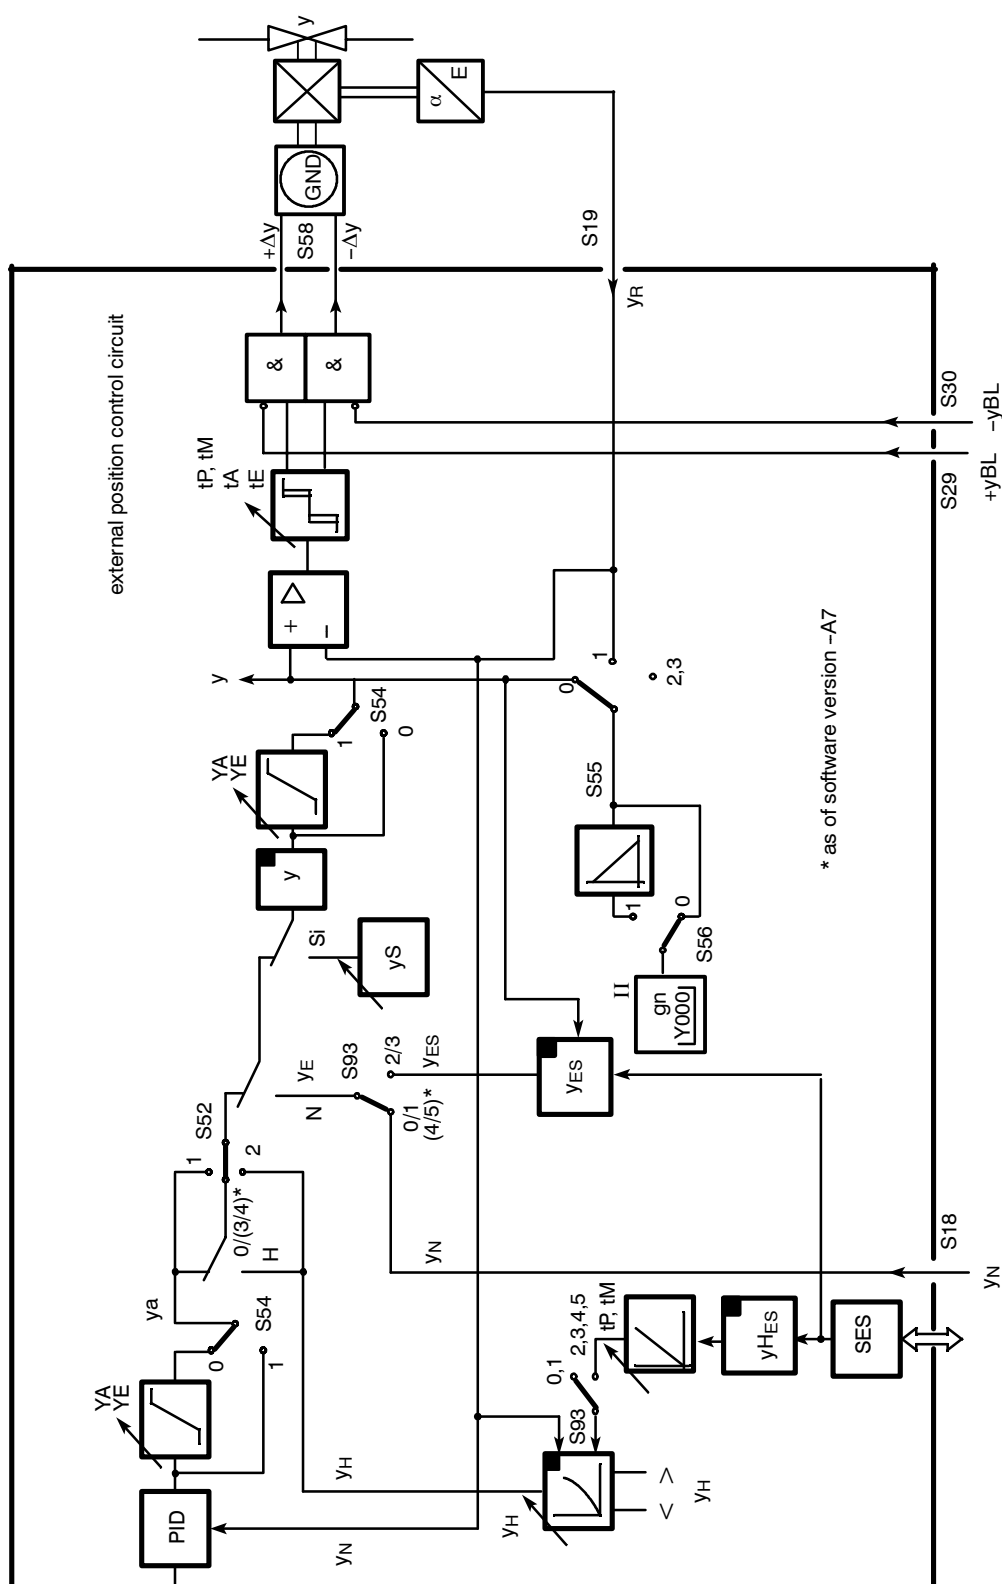 external position control circuit
YA
YE
ya
1
S52
PID
0
S54
1
0/(3/4)*
H
2
YA
YE
tP, tM
tA
tE
+Δy
S58
−Δy
y
y
Si
y
1
S54
0
+
−
&
&
GND
yE
N
yS
yN
yH
S93
2/3
0/1
(4/5)*
yES
yN
α
E
yH
0,1
2,3,4,5
S93
yES
S55
0
1
S19
tP, tM
II
gn
Y000
1
0
S56
2,3
yR
< >
yH
yHES
* as of software version −A7
SES
S18
S29
S30
yN
+yBL
−yBL